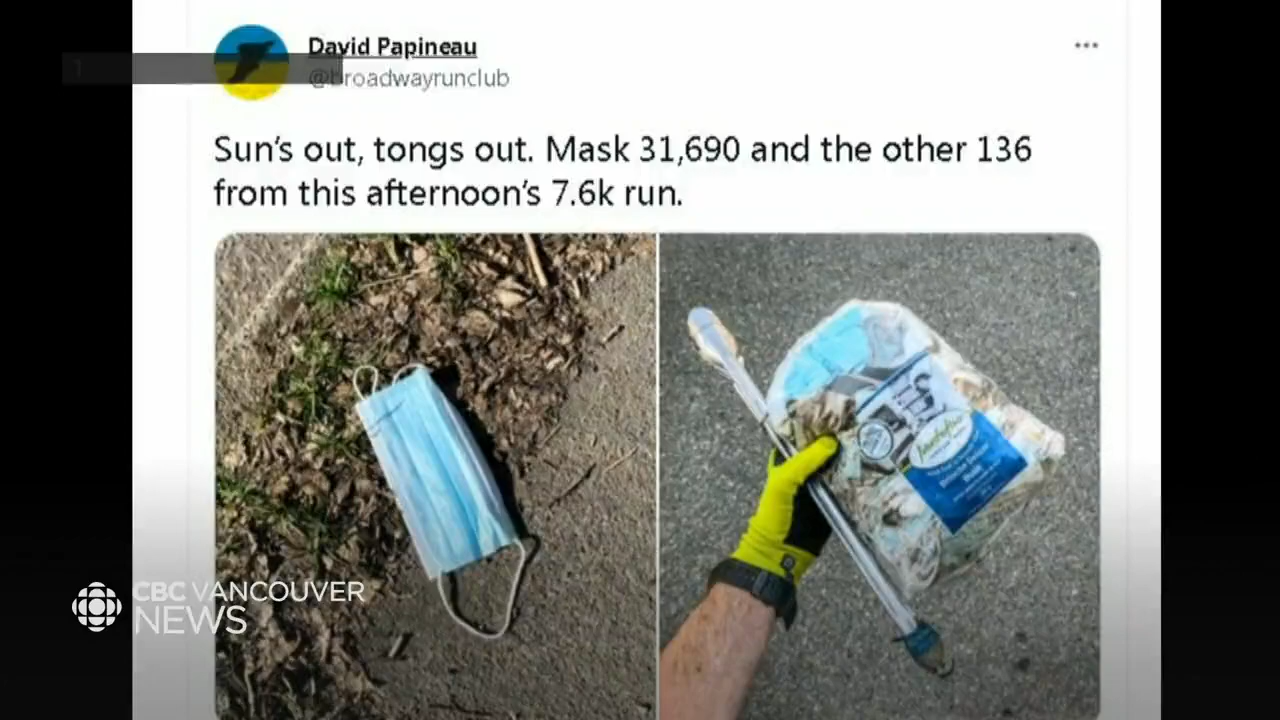 David Papineau
1
@broadwayrunclub
Sun's out, tongs out. Mask 31,690 and the other 136
from this afternoon's 7.6k run.
CBC VANCOUVER
NEWS